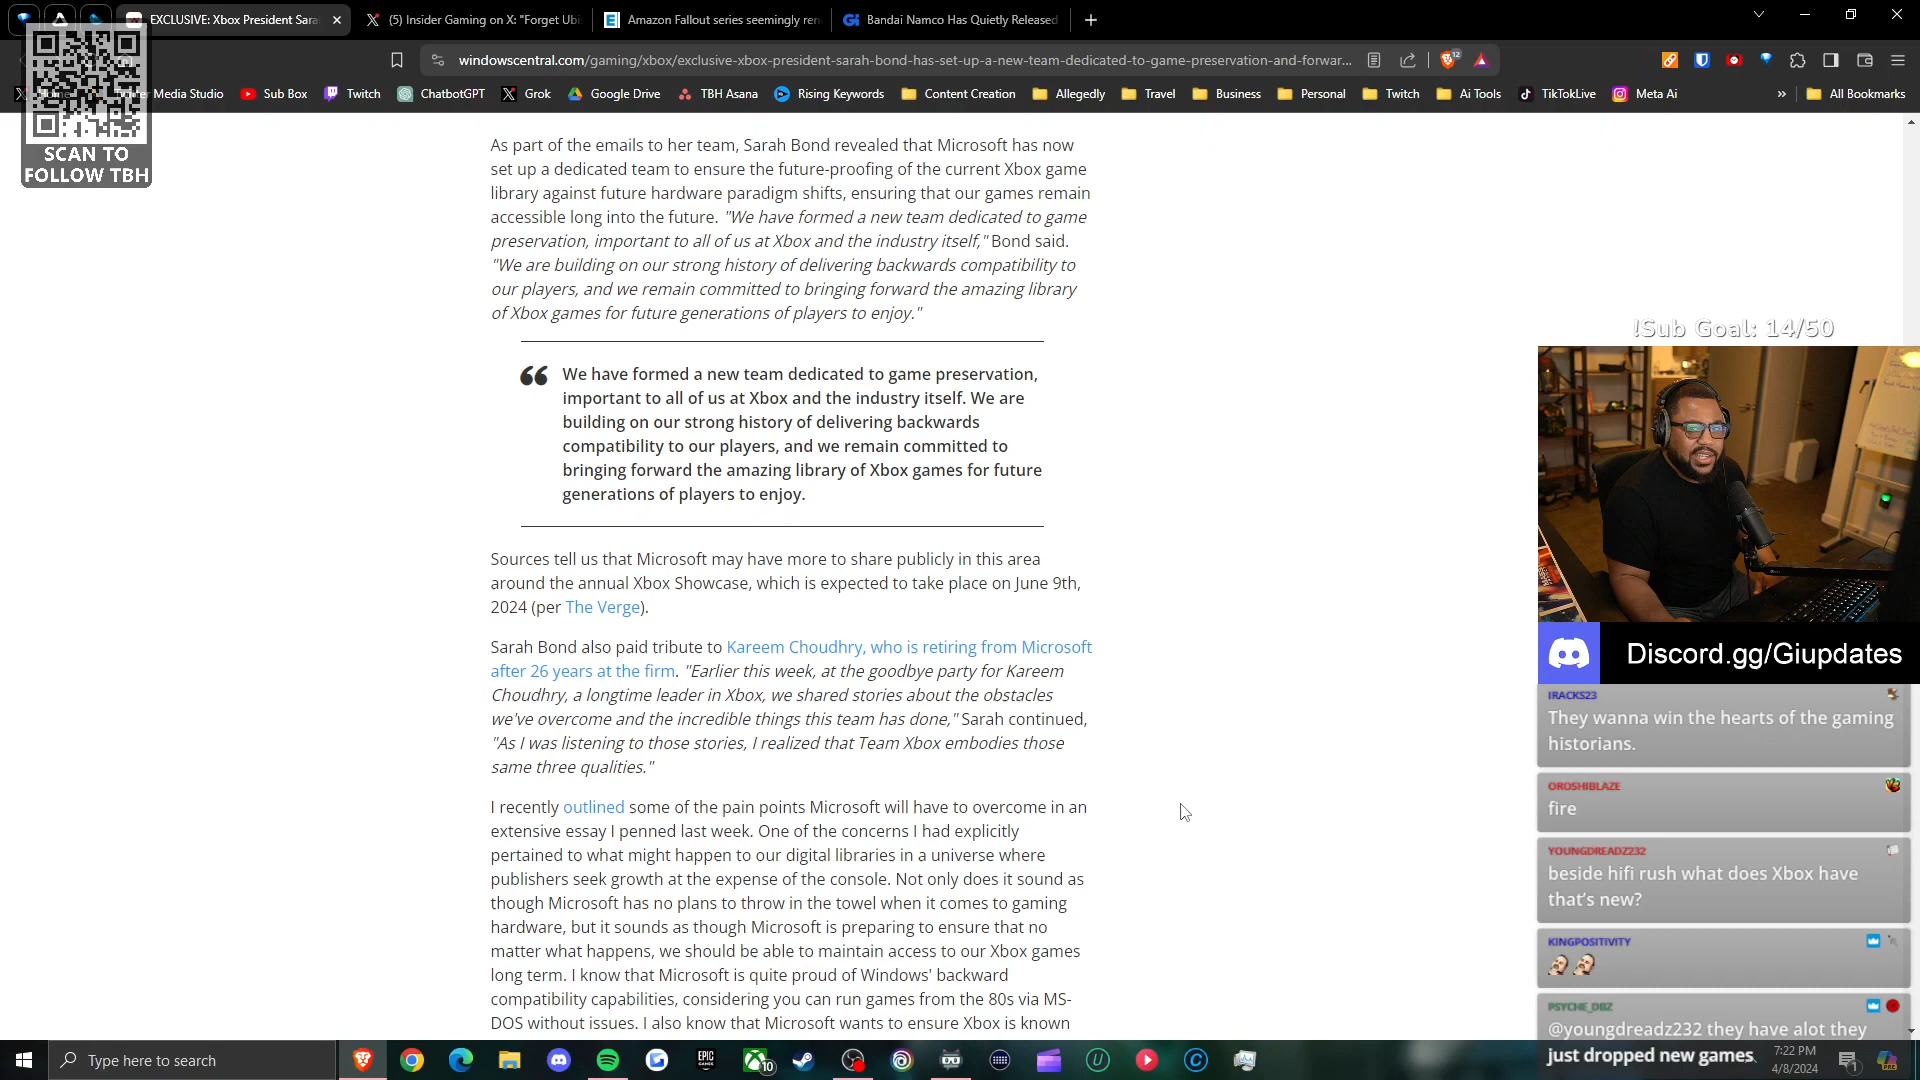 EXCLUSIVE: Xbox President Sara
(5) Insider Gaming on X: "Forget Ubi
Amazon Fallout series seemingly ren
Bandai Namco Has Quietly Released
windowscentral.com/gaming/xbox/exclusive-xbox-president-sarah-bond-has-set-up-a-new-team-dedicated-to-game-preservation-and-forwar...
12
Media Studio
Sub Box
Twitch
ChatbotGPT
Grok
Google Drive
TBH Asana
Rising Keywords
Content Creation
Allegedly
Travel
Business
Personal
Twitch
Ai Tools
TikTokLive
Meta Ai
All Bookmarks
SCAN TO
FOLLOW TBH
As part of the emails to her team, Sarah Bond revealed that Microsoft has now
set up a dedicated team to ensure the future-proofing of the current Xbox game
library against future hardware paradigm shifts, ensuring that our games remain
accessible long into the future. "We have formed a new team dedicated to game
preservation, important to all of us at Xbox and the industry itself," Bond said.
"We are building on our strong history of delivering backwards compatibility to
our players, and we remain committed to bringing forward the amazing library
of Xbox games for future generations of players to enjoy."
We have formed a new team dedicated to game preservation,
important to all of us at Xbox and the industry itself. We are
building on our strong history of delivering backwards
compatibility to our players, and we remain committed to
bringing forward the amazing library of Xbox games for future
generations of players to enjoy.
Sources tell us that Microsoft may have more to share publicly in this area
around the annual Xbox Showcase, which is expected to take place on June 9th,
2024 (per The Verge).
Sarah Bond also paid tribute to Kareem Choudhry, who is retiring from Microsoft
after 26 years at the firm. "Earlier this week, at the goodbye party for Kareem
Choudhry, a longtime leader in Xbox, we shared stories about the obstacles
we've overcome and the incredible things this team has done," Sarah continued,
"As I was listening to those stories, I realized that Team Xbox embodies those
same three qualities."
I recently outlined some of the pain points Microsoft will have to overcome in an
extensive essay I penned last week. One of the concerns I had explicitly
pertained to what might happen to our digital libraries in a universe where
publishers seek growth at the expense of the console. Not only does it sound as
though Microsoft has no plans to throw in the towel when it comes to gaming
hardware, but it sounds as though Microsoft is preparing to ensure that no
matter what happens, we should be able to maintain access to our Xbox games
long term. I know that Microsoft is quite proud of Windows' backward
compatibility capabilities, considering you can run games from the 80s via MS-
DOS without issues. I also know that Microsoft wants to ensure Xbox is known
!Sub Goal: 14/50
Discord.gg/Giupdates
IRACKS23
They wanna win the hearts of the gaming
historians.
OROSHIBLAZE
fire
YOUNGDREADZ232
beside hifi rush what does Xbox have
that's new?
KINGPOSITIVITY
PSYCHE_DBZ
@youngdreadz232 they have alot they
just dropped new games
Type here to search
EPIC
GAMES
10
7:22 PM
4/8/2024
1
PRE